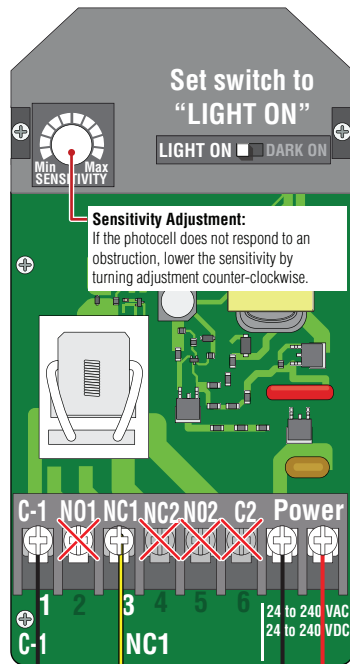 Set switch to
“LIGHT ON”
LIGHT ON DARK ON
Min Max
SENSITIVITY
Sensitivity Adjustment:
If the photocell does not respond to an
obstruction, lower the sensitivity by
turning adjustment counter-clockwise.
C-1 NO1 NC1 NC2 NO2 C2 Power
1 2 3 4 5 6
24 to 240 VAC
24 to 240 VDC
C-1 NC1